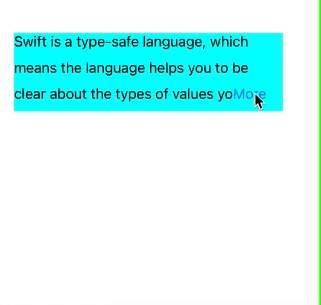 Swift is a type-safe language, which
means the language helps you to be
clear about the types of values yoMore